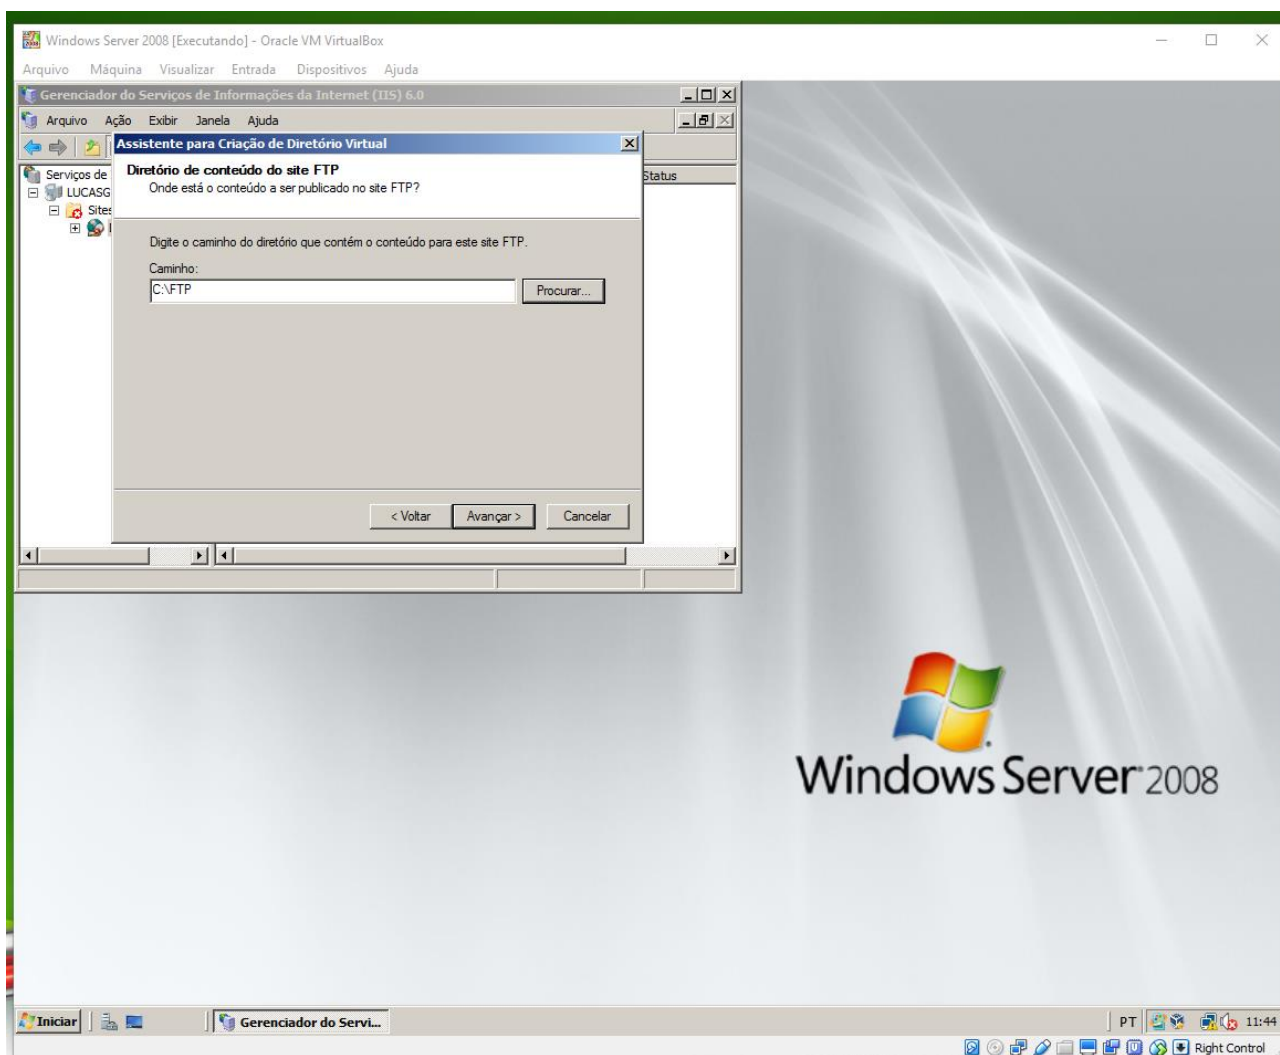 Windows Server 2008 [Executando] - Oracle VM VirtualBox
Arquivo Máquina Visualizar Entrada Dispositivos Ajuda
Gerenciador do Serviços de Informações da Internet (IIS) 6.0
Arquivo Ação Exibir Janela Ajuda
Assistente para Criação de Diretório Virtual
Diretório de conteúdo do site FTP
Onde está o conteúdo a ser publicado no site FTP?
Serviços de
Status
LUCASG
Sites
Digite o caminho do diretório que contém o conteúdo para este site FTP.
Caminho:
C:\FTP
Procurar...
< Voltar Avançar > Cancelar
Windows Server 2008
Iniciar Gerenciador do Servi... PT 11:44
Right Control